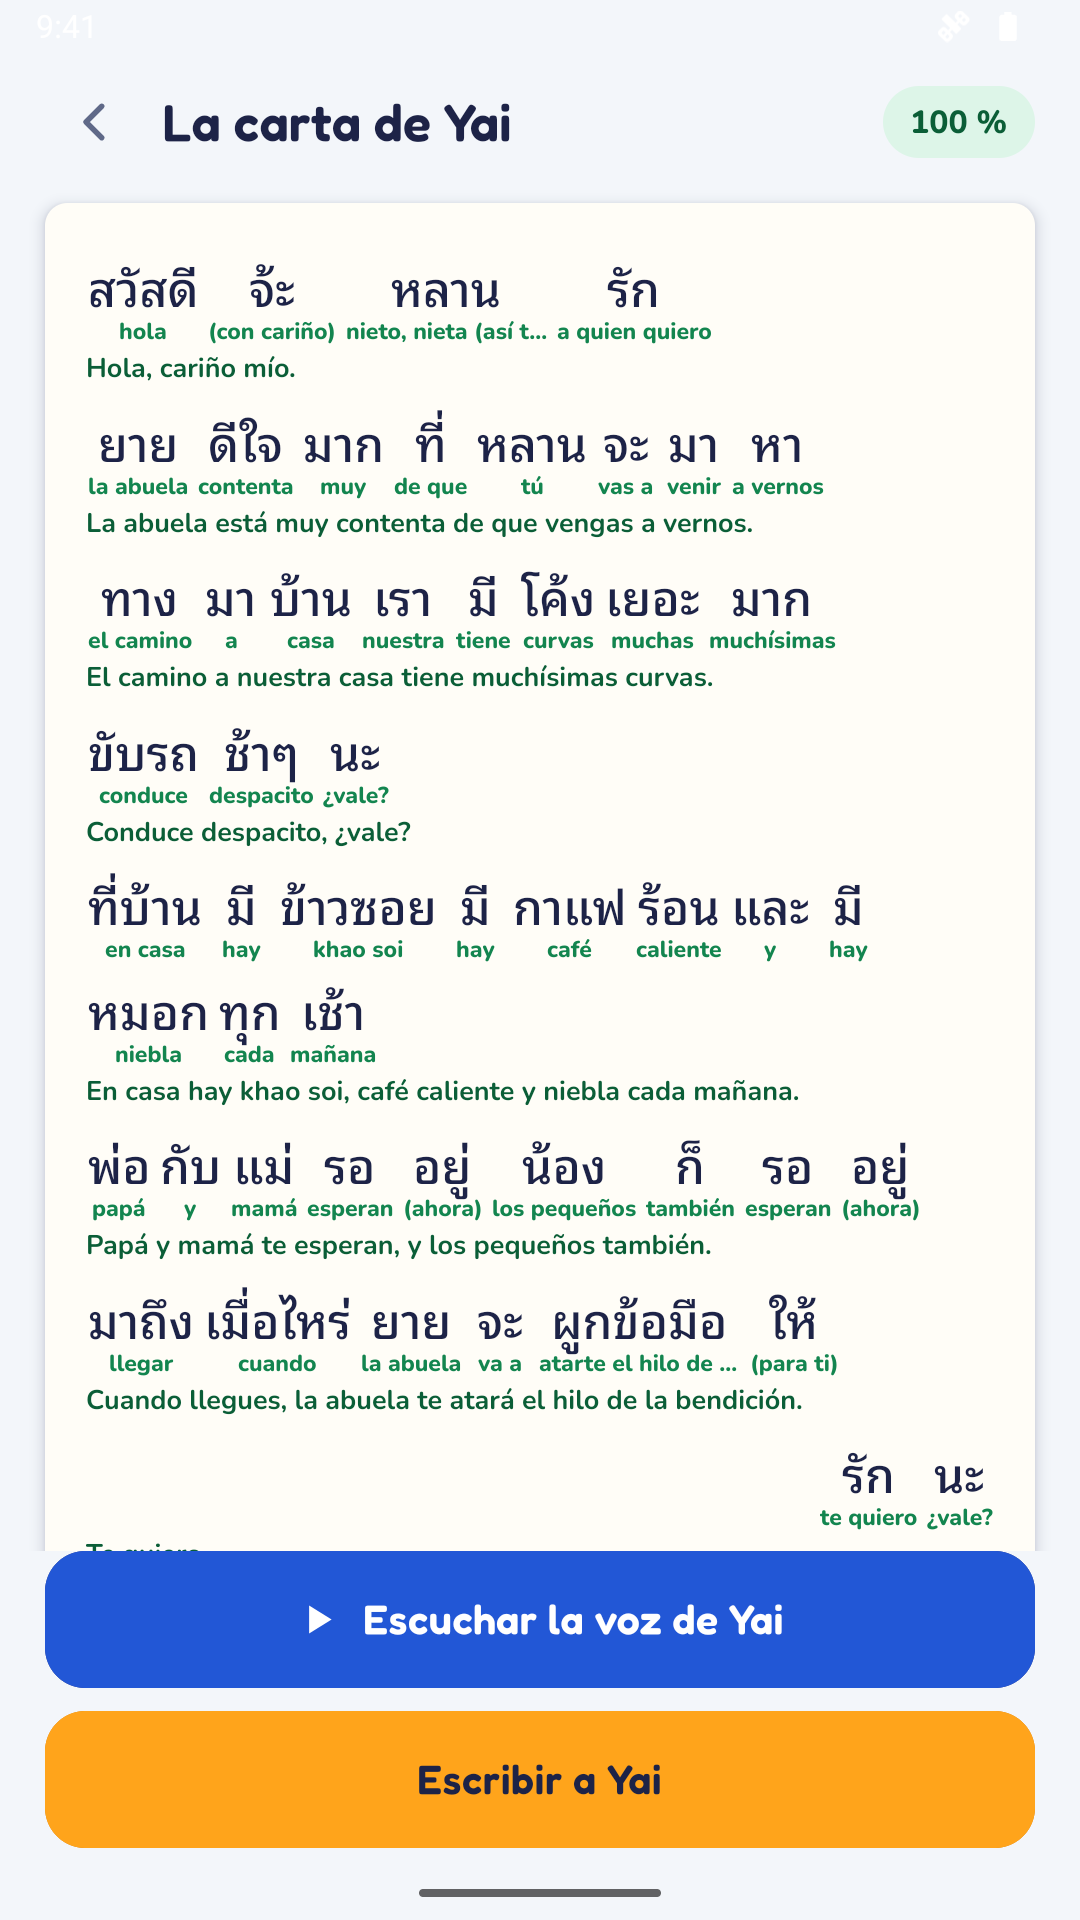 9:41
La carta de Yai
100 %
สวัสดี จ้ะ หลาน รัก
hola (con cariño) nieto, nieta (así t... a quien quiero
Hola, cariño mío.
ยาย ดีใจ มาก ที่ หลาน จะ มา หา
la abuela contenta muy de que tú vas a venir a vernos
La abuela está muy contenta de que vengas a vernos.
ทาง มา บ้าน เรา มี โค้ง เยอะ มาก
el camino a casa nuestra tiene curvas muchas muchísimas
El camino a nuestra casa tiene muchísimas curvas.
ขับรถ ช้าๆ นะ
conduce despacito ¿vale?
Conduce despacito, ¿vale?
ที่บ้าน มี ข้าวซอย มี กาแฟ ร้อน และ มี
en casa hay khao soi hay café caliente y hay
หมอก ทุก เช้า
niebla cada mañana
En casa hay khao soi, café caliente y niebla cada mañana.
พ่อ กับ แม่ รอ อยู่ น้อง ก็ รอ อยู่
papá y mamá esperan (ahora) los pequeños también esperan (ahora)
Papá y mamá te esperan, y los pequeños también.
มาถึง เมื่อไหร่ ยาย จะ ผูกข้อมือ ให้
llegar cuando la abuela va a atarte el hilo de ... (para ti)
Cuando llegues, la abuela te atará el hilo de la bendición.
รัก นะ
te quiero ¿vale?
Escuchar la voz de Yai
Escribir a Yai